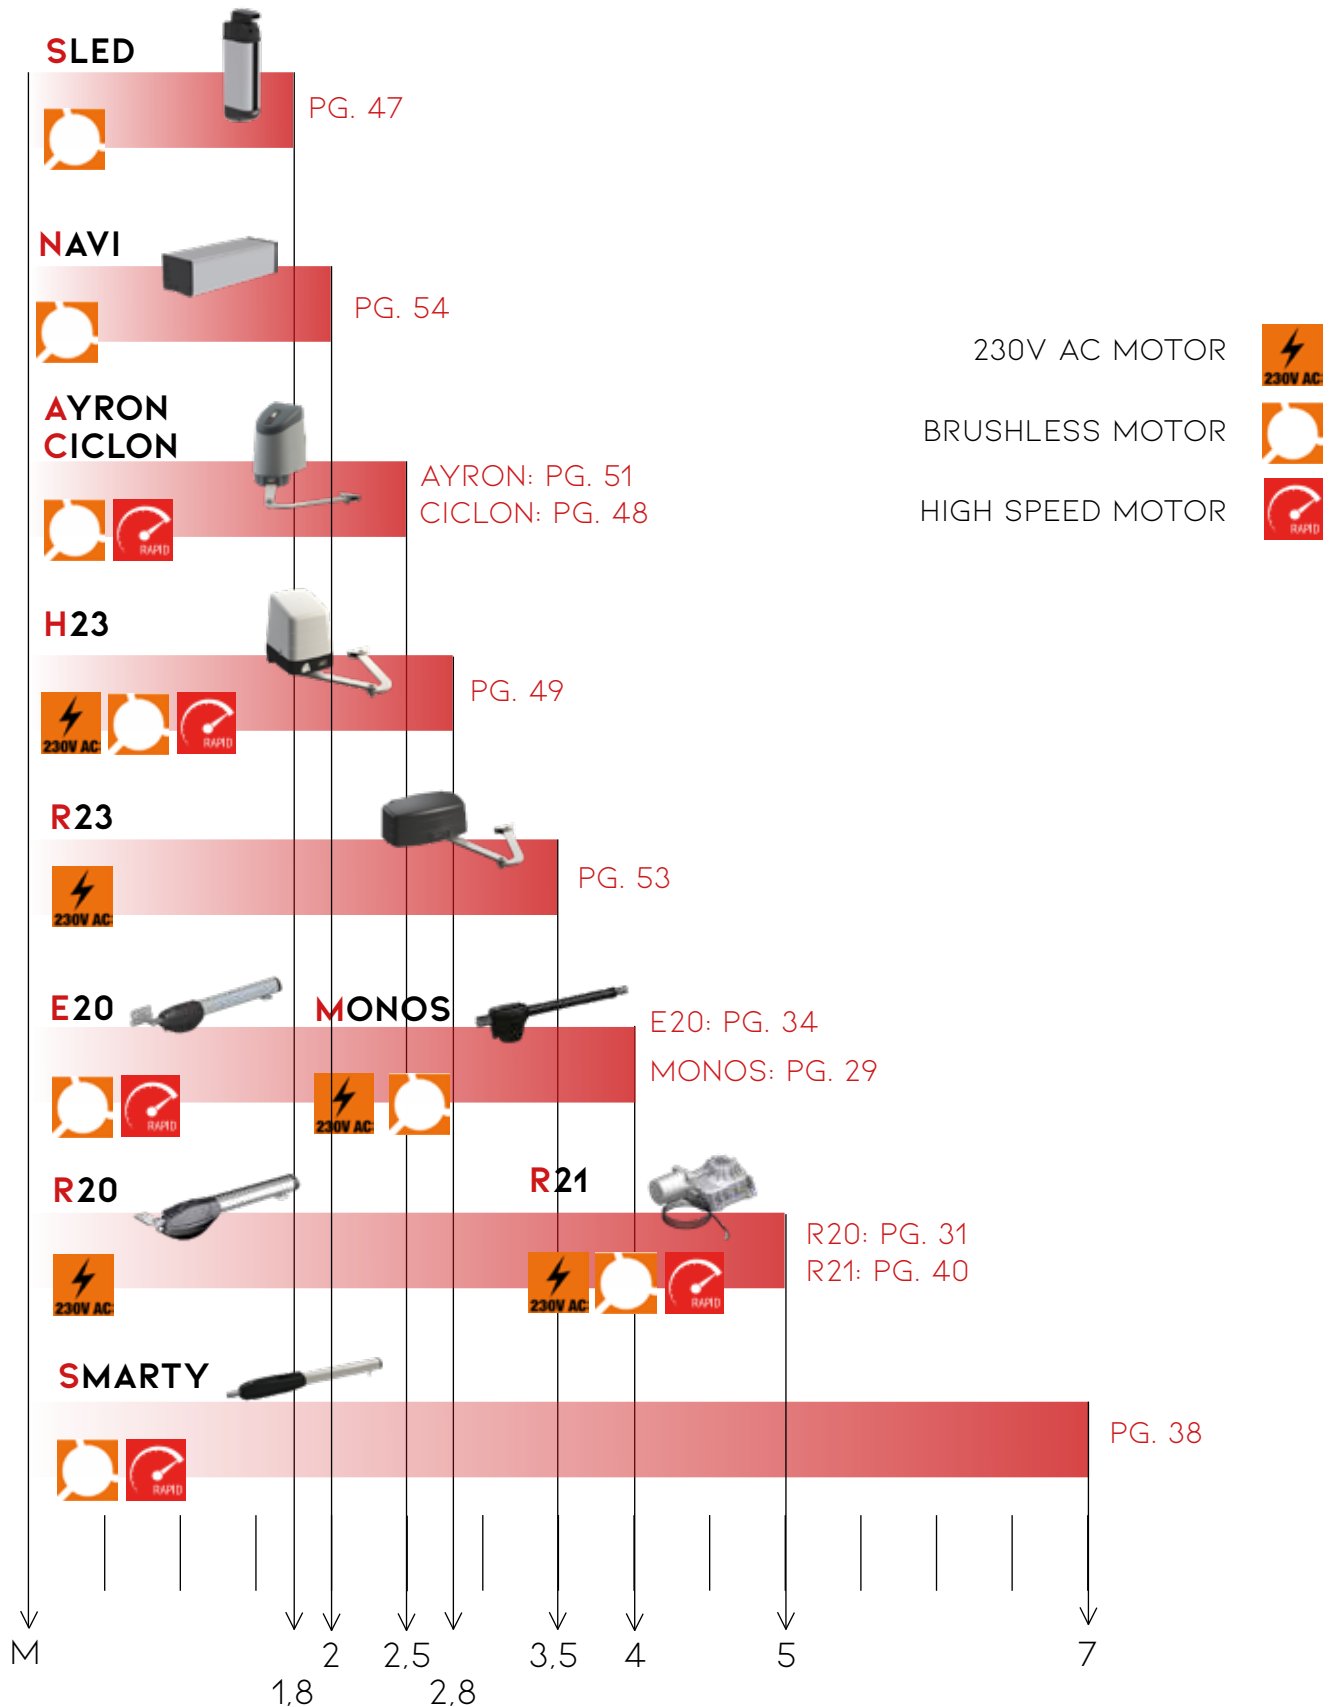 SLED
PG. 47
NAVI
PG. 54
230V AC MOTOR
230V AC
BRUSHLESS MOTOR
HIGH SPEED MOTOR
RAPID
AYRON
CICLON
AYRON: PG. 51
CICLON: PG. 48
RAPID
H23
PG. 49
230V AC
RAPID
R23
PG. 53
230V AC
E20
MONOS
E20: PG. 34
MONOS: PG. 29
RAPID
230V AC
R20
R21
R20: PG. 31
R21: PG. 40
230V AC
230V AC
RAPID
SMARTY
PG. 38
RAPID
M
2
2,5
3,5
4
5
7
1,8
2,8